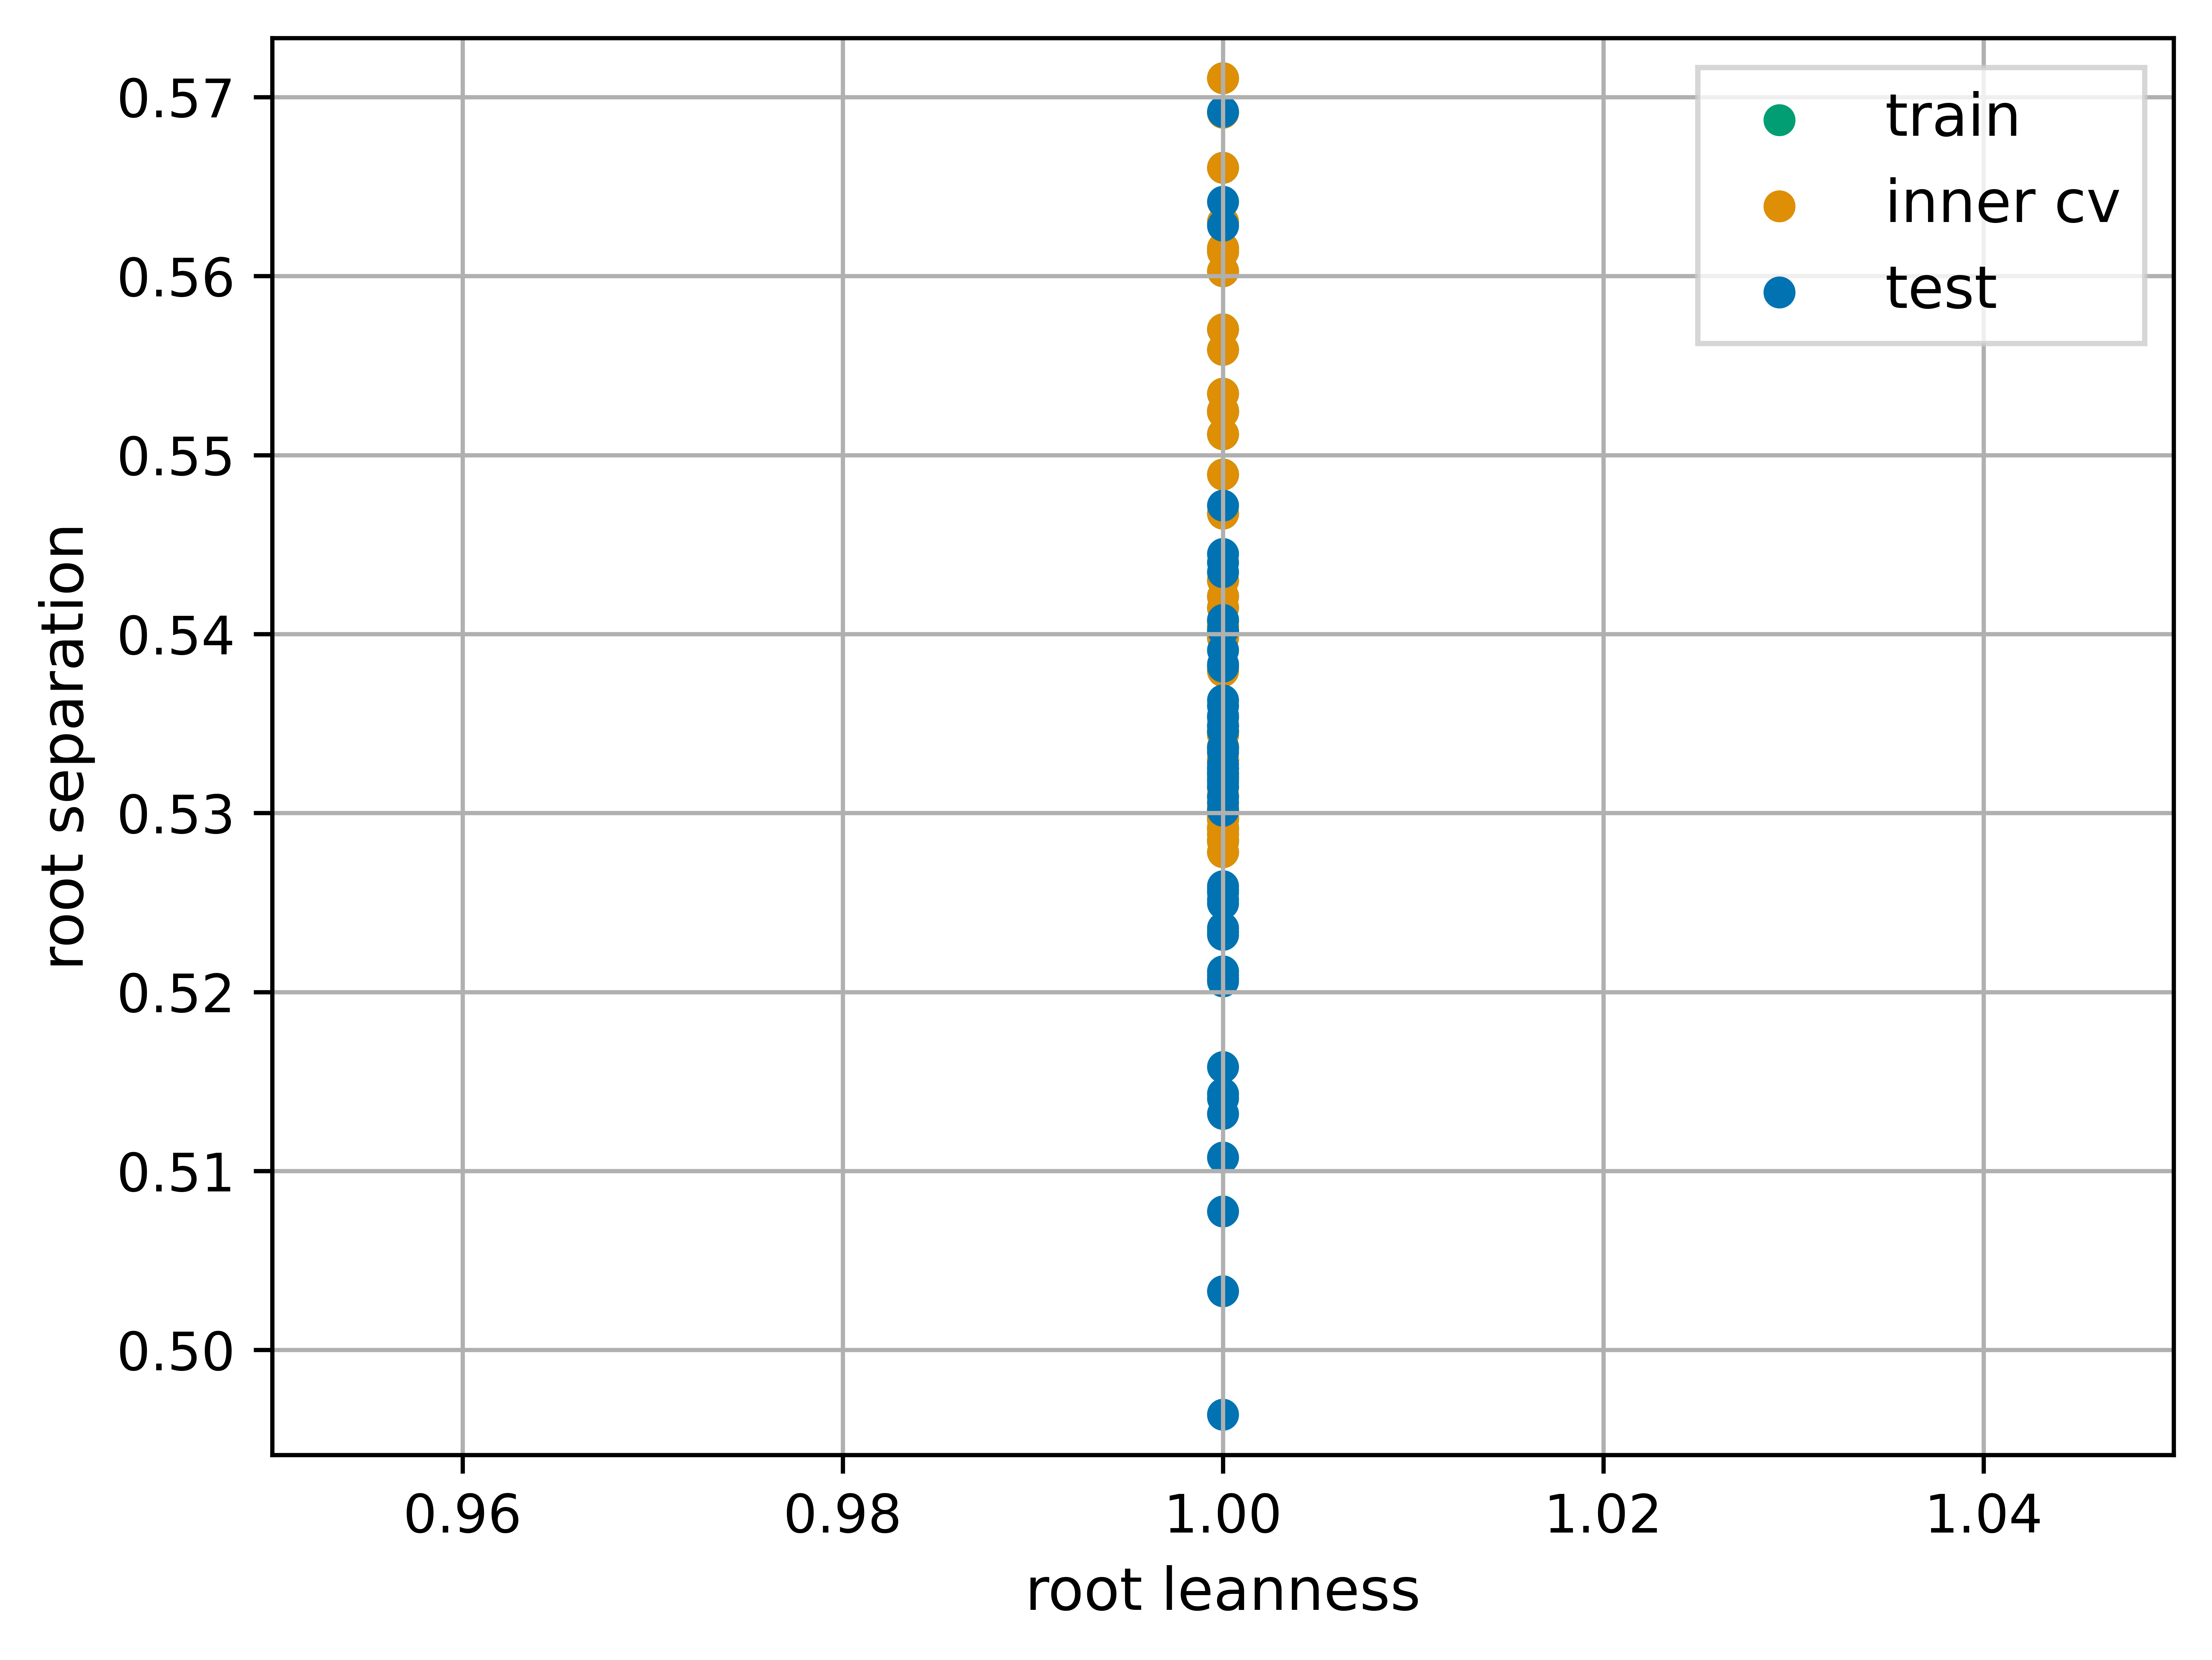 train
inner cv
test
0.57
0.56
0.55
0.54
0.53
0.52
0.51
0.50
root separation
0.96 0.98 1.00 1.02 1.04
root leanness